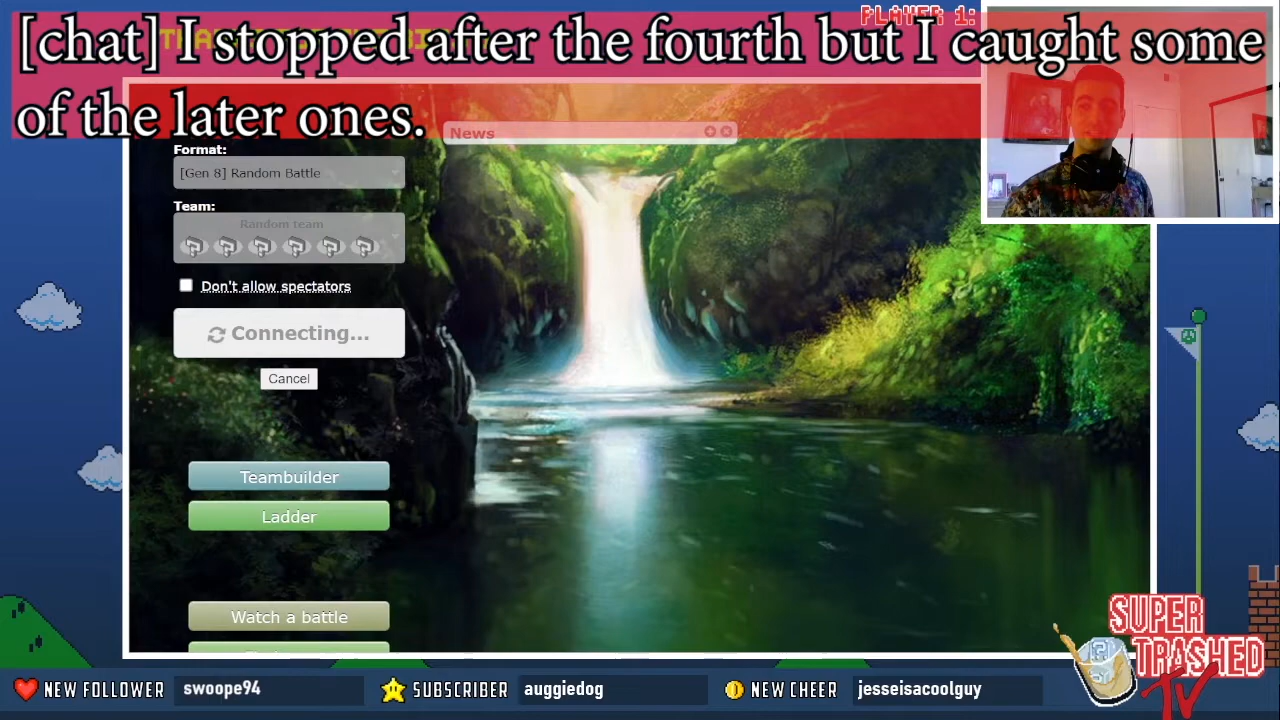 PLAYER 1:
[chat] I stopped after the fourth but I caught some
of the later ones.
News
Format:
[Gen 8] Random Battle
Team:
Random team
Don't allow spectators
Connecting...
Cancel
Teambuilder
Ladder
Watch a battle
SUPER
TRASHED
TV
NEW FOLLOWER swoope94 SUBSCRIBER auggiedog NEW CHEER jesseisacoolguy